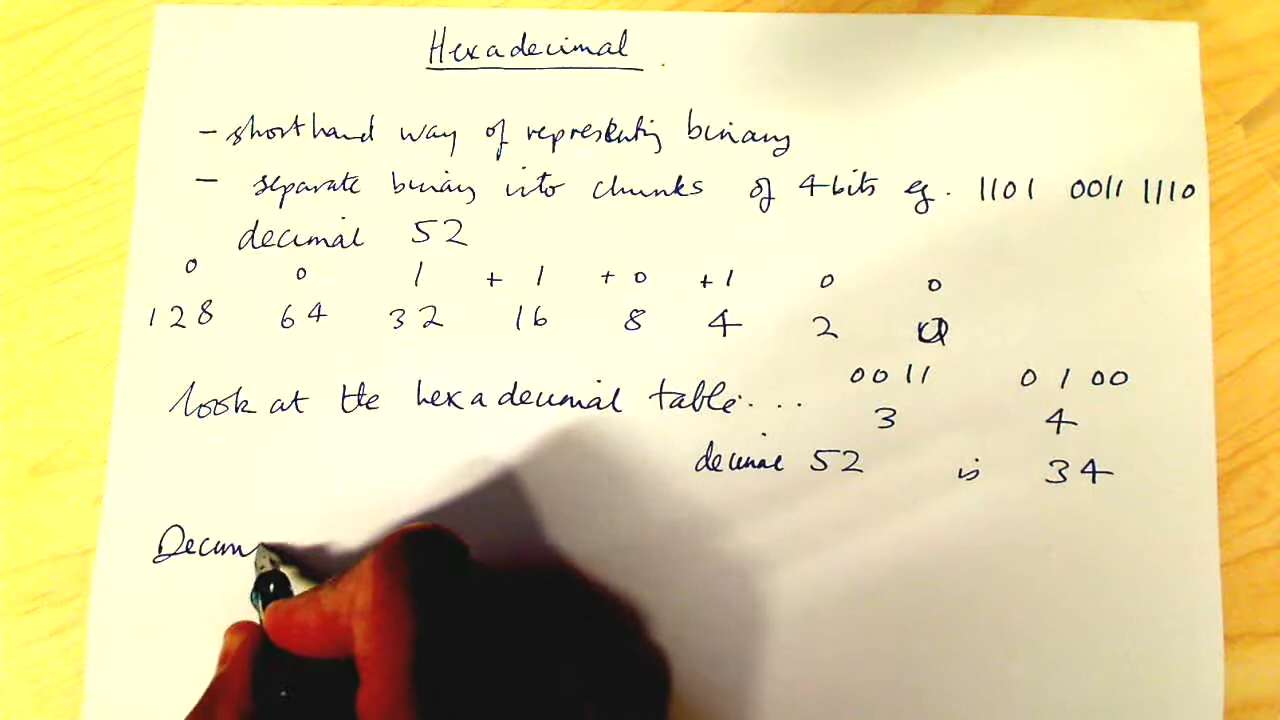 Hexadecimal
- shorthand way of representing binary
- separate binary into chunks of 4-bits eg. 1101 0011 1110
decimal 52
0 0 1 + 1 + 0 + 1 0 0
128 64 32 16 8 4 2
look at the hexadecimal table...
0011 0100
3 4
decimal 52 is 34
Decim